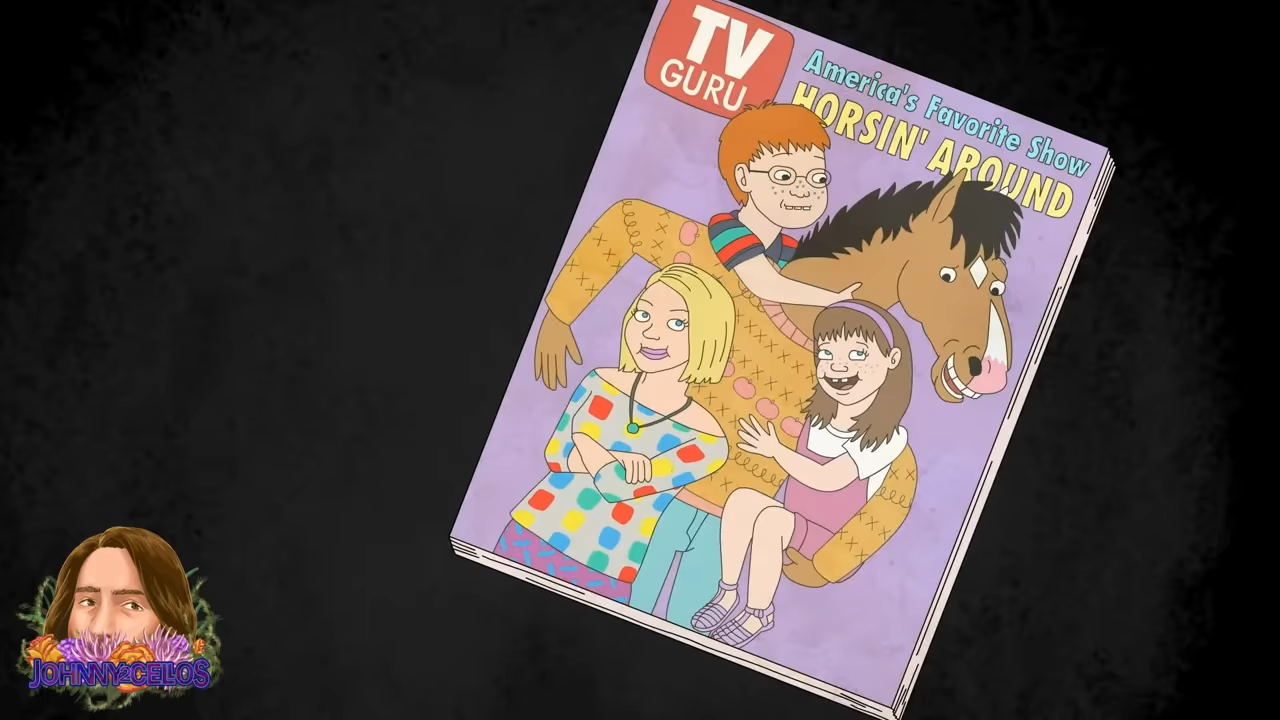 TV
GURU
America's Favorite Show
HORSIN' AROUND
JOHNNY2CELLOS